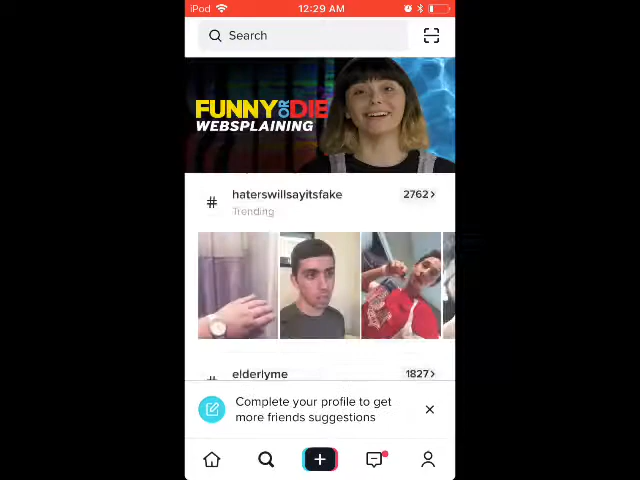 iPod 12:29 AM
Search
FUNNY OR DIE
WEBSPLAINING
# haterswillsayitsfake 2762 >
Trending
# elderlyme 1827 >
Complete your profile to get
more friends suggestions